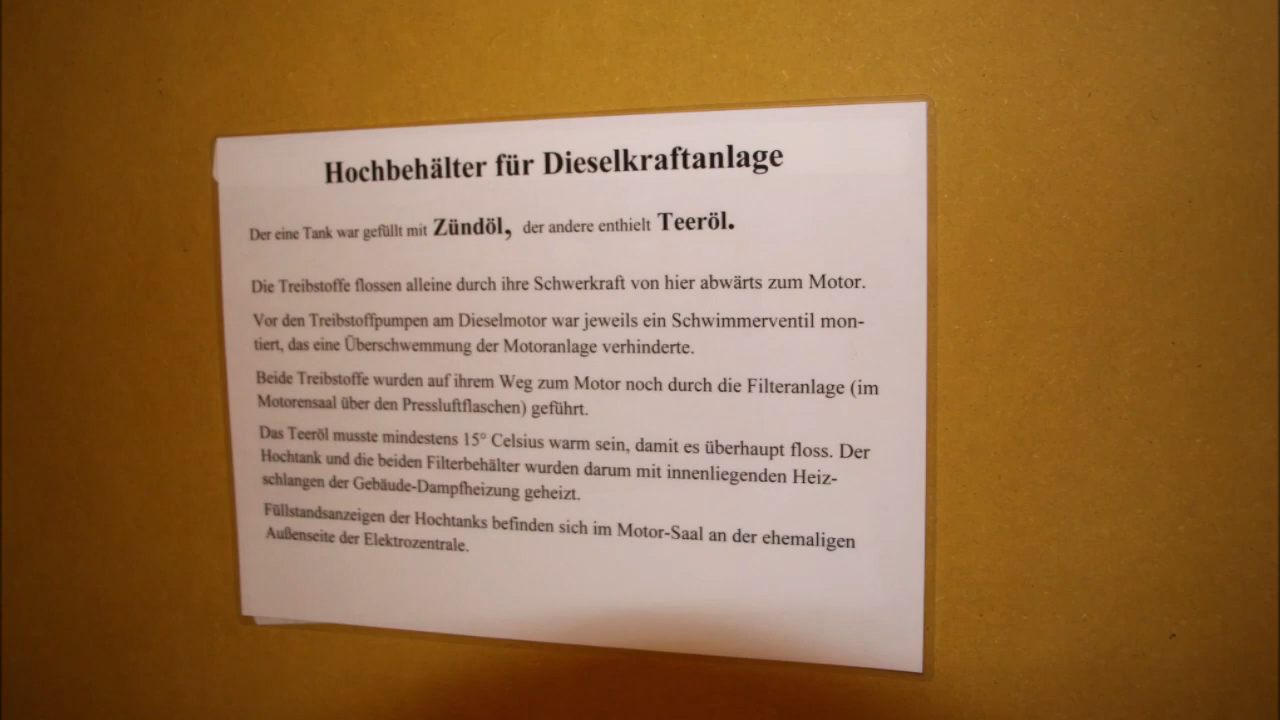 Hochbehälter für Dieselkraftanlage
Der eine Tank war gefüllt mit Zündöl, der andere enthielt Teeröl.
Die Treibstoffe flossen alleine durch ihre Schwerkraft von hier abwärts zum Motor.
Vor den Treibstoffpumpen am Dieselmotor war jeweils ein Schwimmerventil mon-
tiert, das eine Überschwemmung der Motoranlage verhinderte.
Beide Treibstoffe wurden auf ihrem Weg zum Motor noch durch die Filteranlage (im
Motorensaal über den Pressluftflaschen) geführt.
Das Teeröl musste mindestens 15° Celsius warm sein, damit es überhaupt floss. Der
Hochtank und die beiden Filterbehälter wurden darum mit innenliegenden Heiz-
schlangen der Gebäude-Dampfheizung geheizt.
Füllstandsanzeigen der Hochtanks befinden sich im Motor-Saal an der ehemaligen
Außenseite der Elektrozentrale.